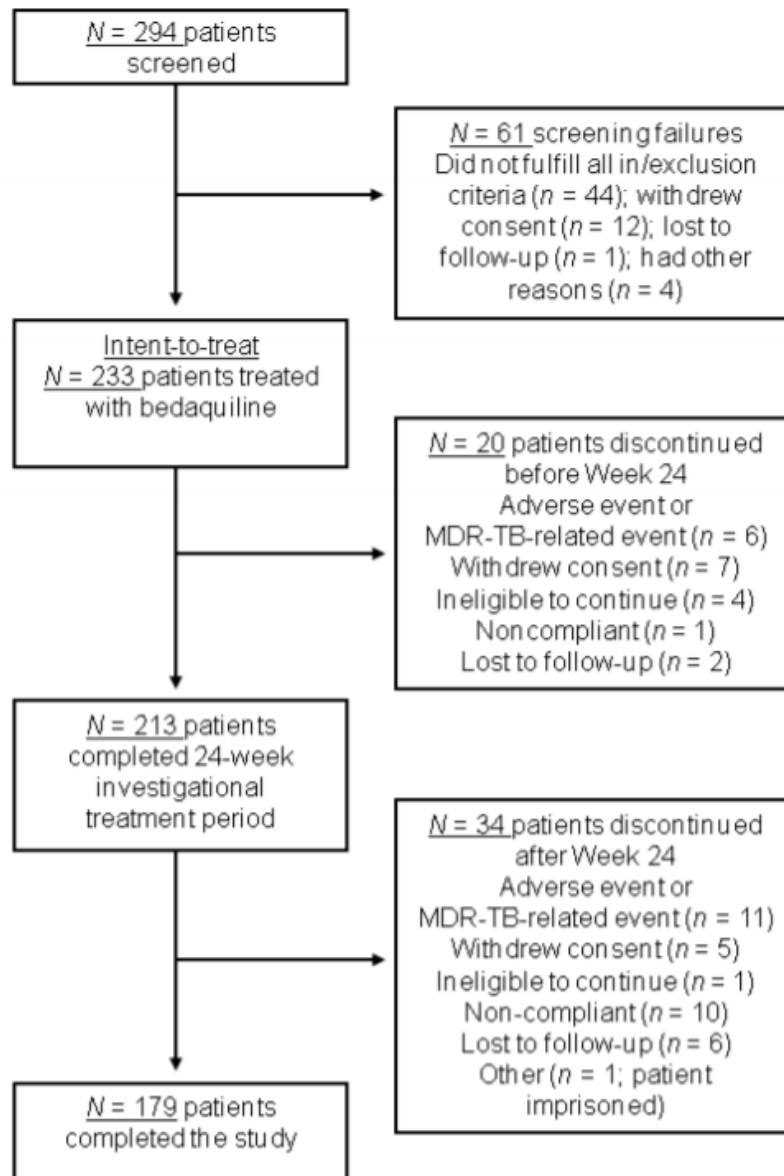 N = 294 patients
screened
N = 61 screening failures
Did not fulfill all in/exclusion
criteria (n = 44); withdrew
consent (n = 12); lost to
follow-up (n = 1); had other
reasons (n = 4)
Intent-to-treat
N = 233 patients treated
with bedaquiline
N = 20 patients discontinued
before Week 24
Adverse event or
MDR-TB-related event (n = 6)
Withdrew consent (n = 7)
Ineligible to continue (n = 4)
Noncompliant (n = 1)
Lost to follow-up (n = 2)
N = 213 patients
completed 24-week
investigational
treatment period
N = 34 patients discontinued
after Week 24
Adverse event or
MDR-TB-related event (n = 11)
Withdrew consent (n = 5)
Ineligible to continue (n = 1)
Non-compliant (n = 10)
Lost to follow-up (n = 6)
Other (n = 1; patient
imprisoned)
N = 179 patients
completed the study